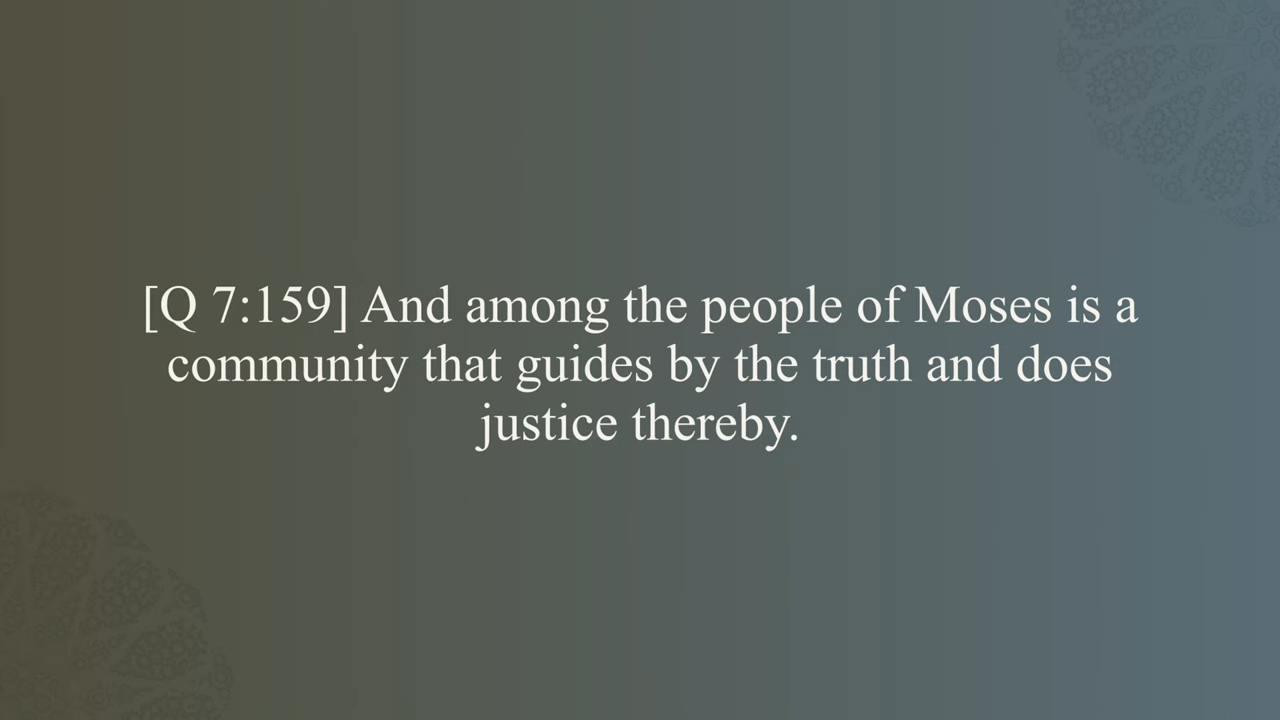 [Q 7:159] And among the people of Moses is a
community that guides by the truth and does
justice thereby.